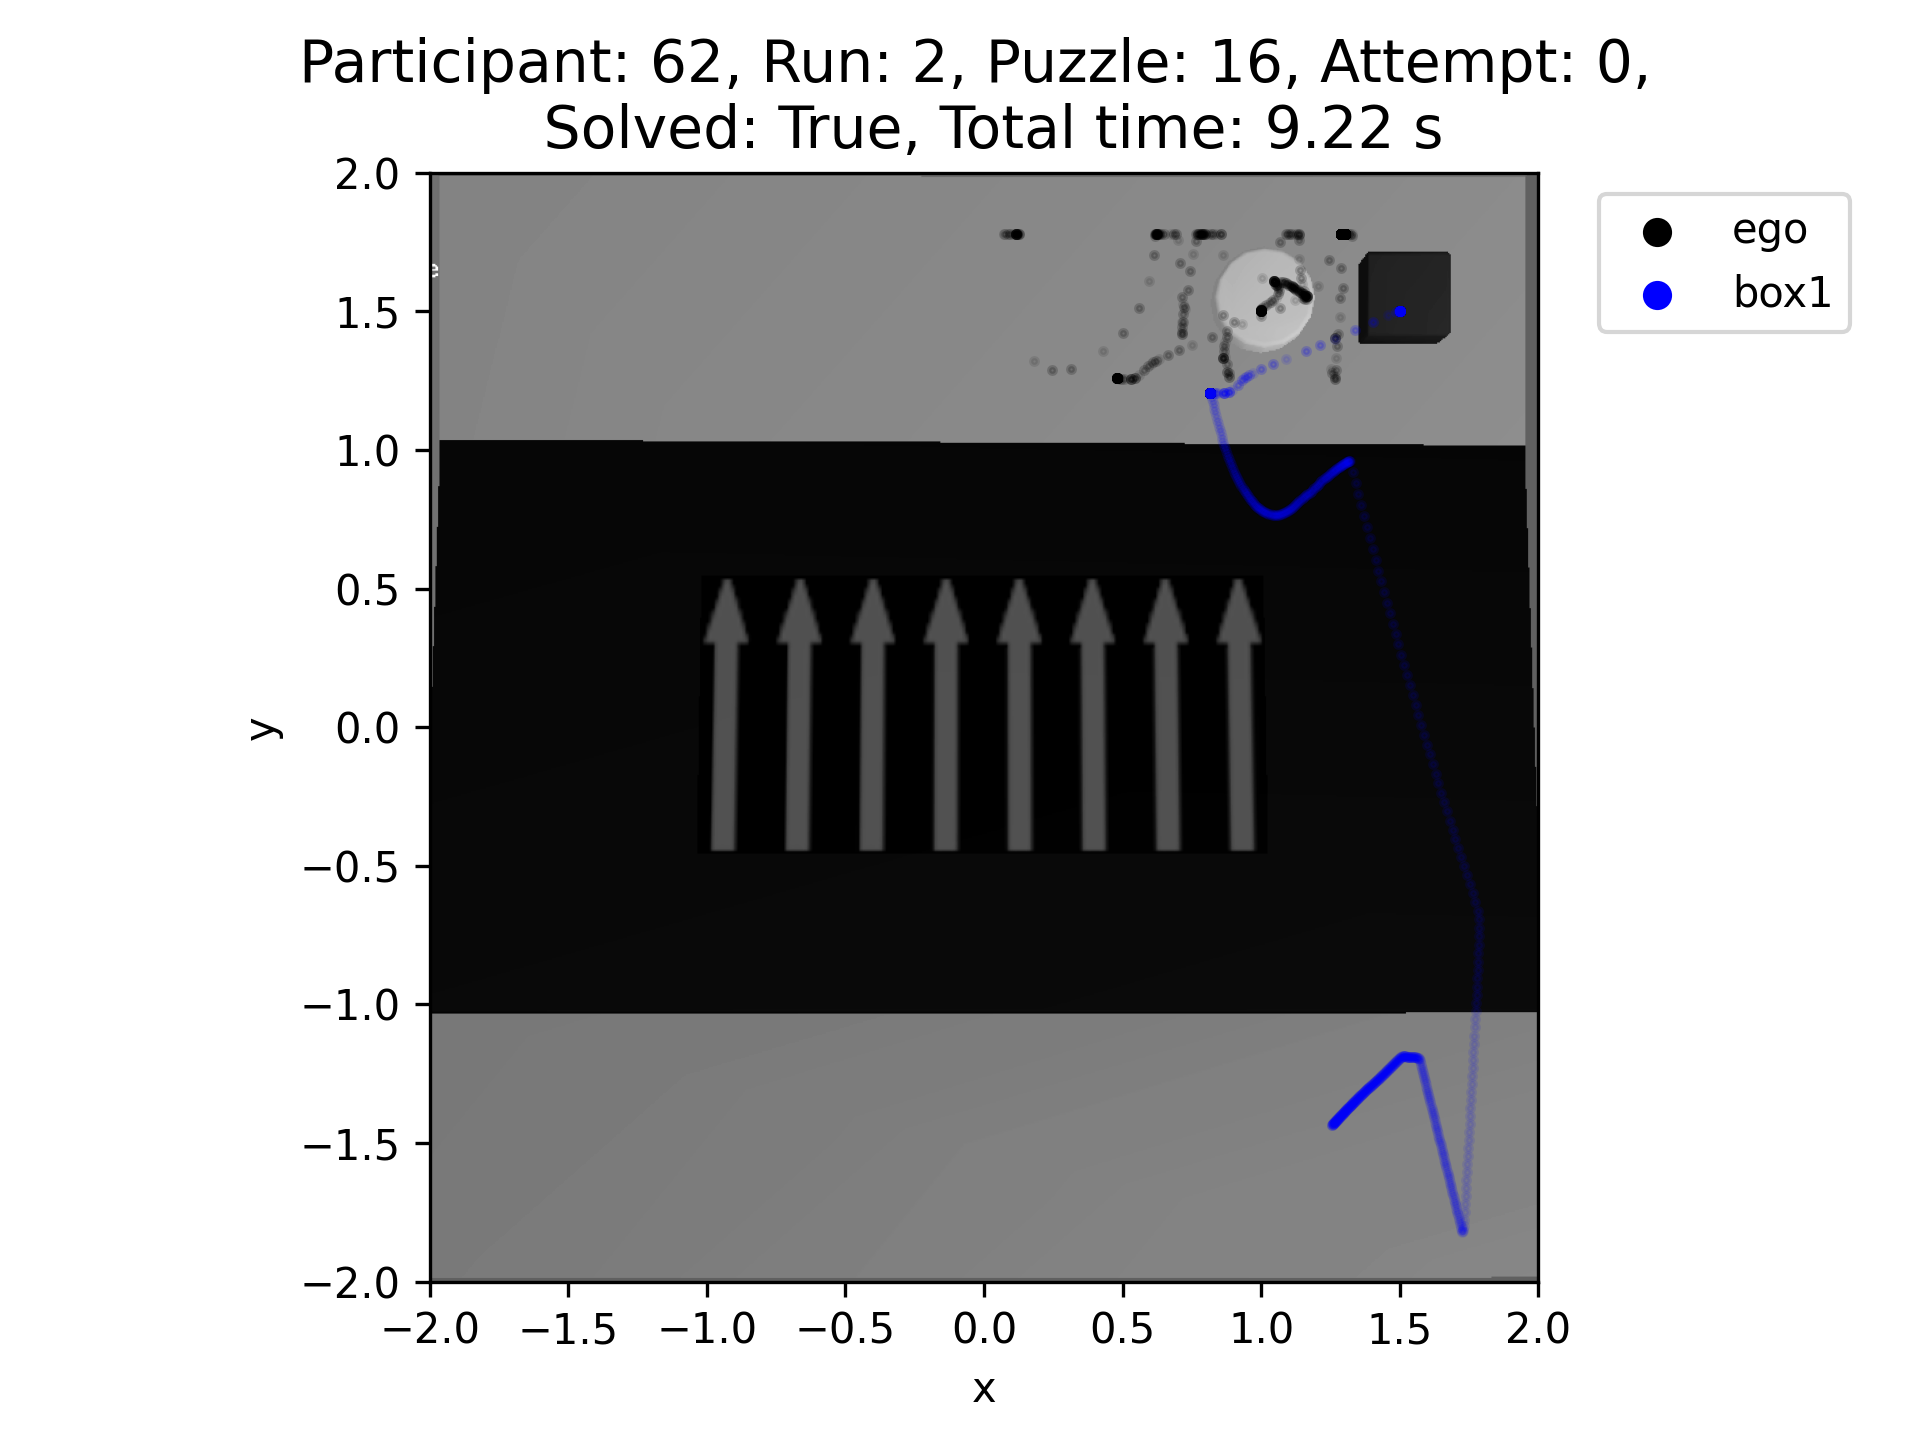 Participant: 62, Run: 2, Puzzle: 16, Attempt: 0,
Solved: True, Total time: 9.22 s
ego
box1
2.0
1.5
1.0
0.5
0.0
−0.5
−1.0
−1.5
−2.0
y
−2.0 −1.5 −1.0 −0.5 0.0 0.5 1.0 1.5 2.0
x